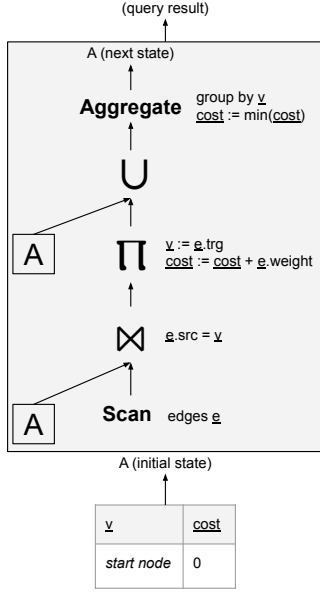 (query result)
A (next state)
Aggregate
group by v
cost := min(cost)
∪
A
∏
v := e.trg
cost := cost + e.weight
⋈
e.src = v
A
Scan
edges e
A (initial state)
v cost
start node 0